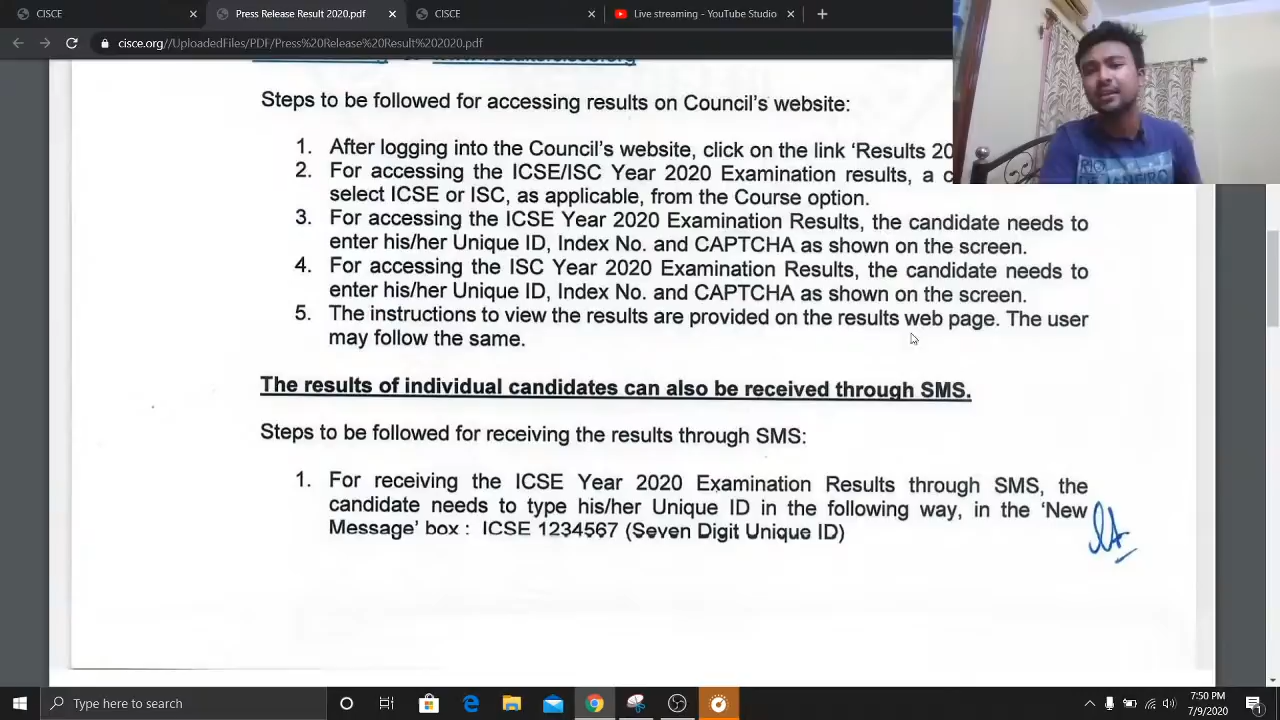 CISCE
Press Release Result 2020.pdf
CISCE
Live streaming - YouTube Studio
cisce.org//UploadedFiles/PDF/Press%20Release%20Result%202020.pdf
Steps to be followed for accessing results on Council's website:
1. After logging into the Council's website, click on the link 'Results 20
2. For accessing the ICSE/ISC Year 2020 Examination results, a c
select ICSE or ISC, as applicable, from the Course option.
3. For accessing the ICSE Year 2020 Examination Results, the candidate needs to
enter his/her Unique ID, Index No. and CAPTCHA as shown on the screen.
4. For accessing the ISC Year 2020 Examination Results, the candidate needs to
enter his/her Unique ID, Index No. and CAPTCHA as shown on the screen.
5. The instructions to view the results are provided on the results web page. The user
may follow the same.
The results of individual candidates can also be received through SMS.
Steps to be followed for receiving the results through SMS:
1. For receiving the ICSE Year 2020 Examination Results through SMS, the
candidate needs to type his/her Unique ID in the following way, in the 'New
Message' box : ICSE 1234567 (Seven Digit Unique ID)
RIO
DE JANEIRO
Type here to search
7:50 PM
7/9/2020